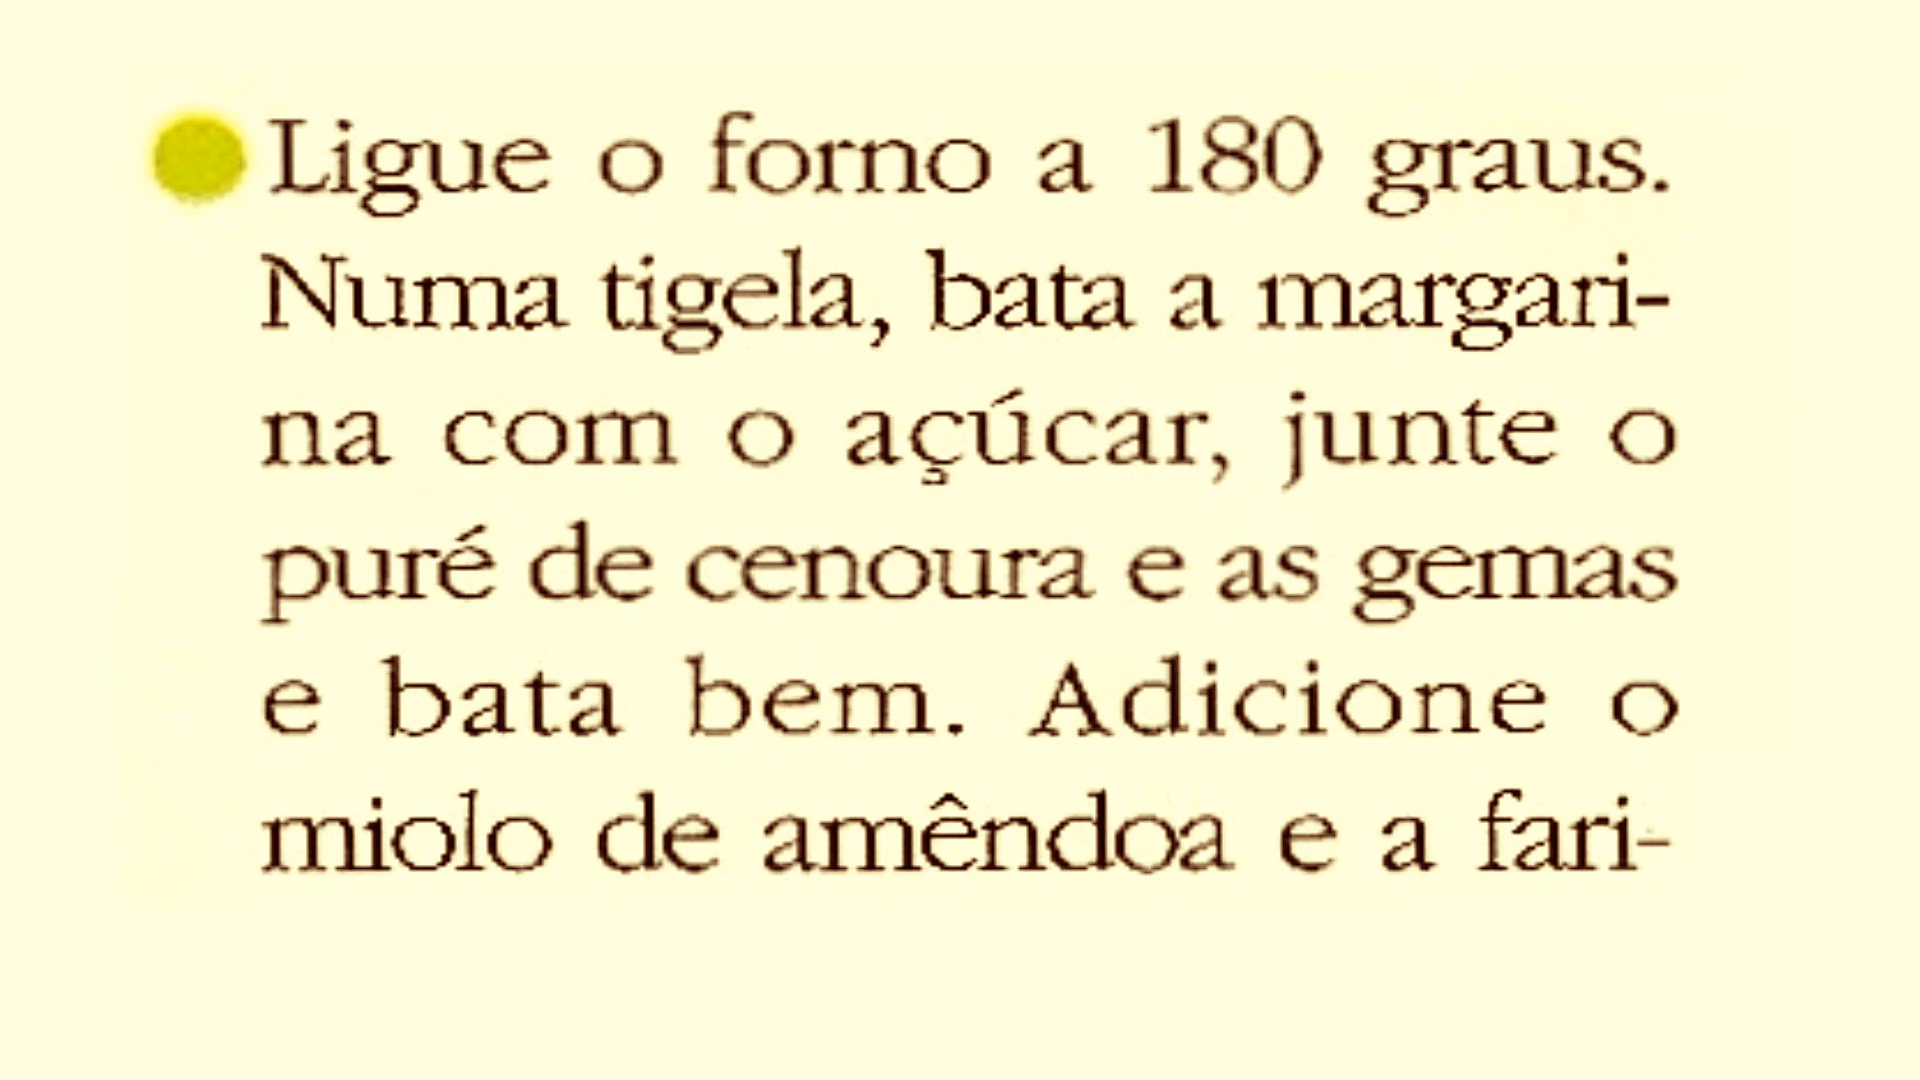 Ligue o forno a 180 graus.
Numa tigela, bata a margari-
na com o açúcar, junte o
puré de cenoura e as gemas
e bata bem. Adicione o
miolo de amêndoa e a fari-